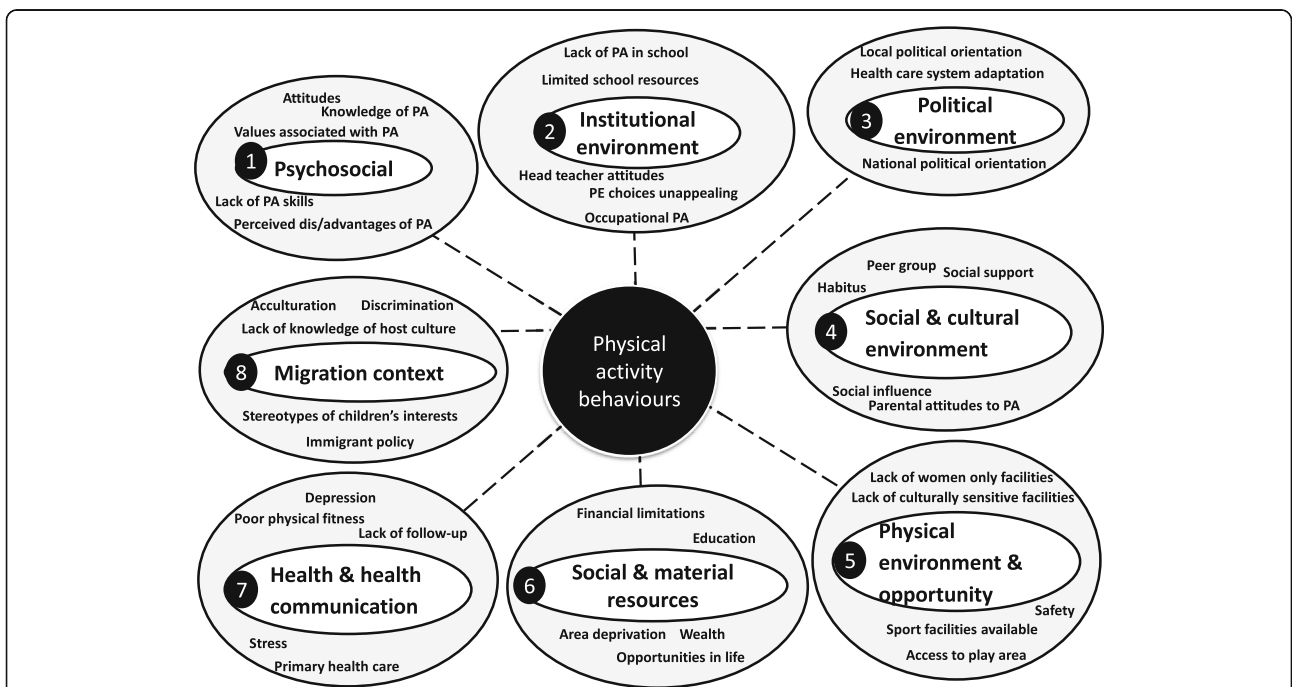 Attitudes
Knowledge of PA
Values associated with PA
1
Psychosocial
Lack of PA skills
Perceived dis/advantages of PA
Lack of PA in school
Limited school resources
2
Institutional
environment
Head teacher attitudes
PE choices unappealing
Occupational PA
Local political orientation
Health care system adaptation
3
Political
environment
National political orientation
Peer group
Social support
Habitus
4
Social & cultural
environment
Social influence
Parental attitudes to PA
Lack of women only facilities
Lack of culturally sensitive facilities
5
Physical
environment &
opportunity
Safety
Sport facilities available
Access to play area
Financial limitations
Education
6
Social & material
resources
Area deprivation Wealth
Opportunities in life
Depression
Poor physical fitness
Lack of follow-up
7
Health & health
communication
Stress
Primary health care
Acculturation Discrimination
Lack of knowledge of host culture
8
Migration context
Stereotypes of children's interests
Immigrant policy
Physical
activity
behaviours